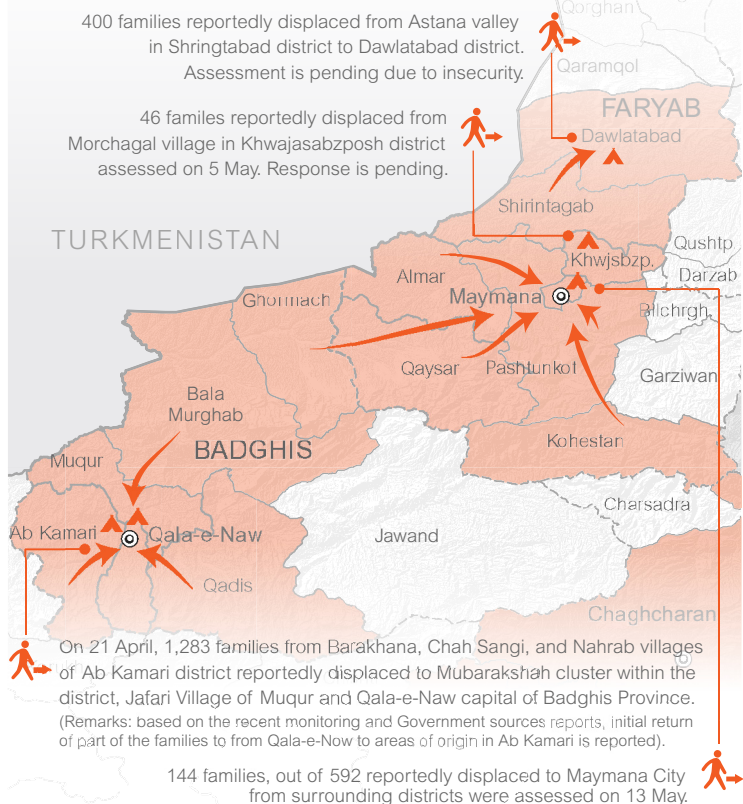 Qorghan
400 families reportedly displaced from Astana valley
in Shringtabad district to Dawlatabad district.
Assessment is pending due to insecurity.
Qaramqol
FARYAB
46 familes reportedly displaced from
Morchagal village in Khwajasabzposh district
assessed on 5 May. Response is pending.
Dawlatabad
Shirintagab
TURKMENISTAN
Qushtp
Khwjsbzp.
Darzab
Almar
Ghormach
Maymana
Bilchrgh.
Qaysar
Pashtunkot
Garziwan
Bala
Murghab
BADGHIS
Kohestan
Muqur
Charsadra
Ab Kamari
Qala-e-Naw
Jawand
Qadis
Chaghcharan
On 21 April, 1,283 families from Barakhana, Chah Sangi, and Nahrab villages
of Ab Kamari district reportedly displaced to Mubarakshah cluster within the
district, Jafari Village of Muqur and Qala-e-Naw capital of Badghis Province.
(Remarks: based on the recent monitoring and Government sources reports, initial return
of part of the families to from Qala-e-Now to areas of origin in Ab Kamari is reported).
144 families, out of 592 reportedly displaced to Maymana City
from surrounding districts were assessed on 13 May.